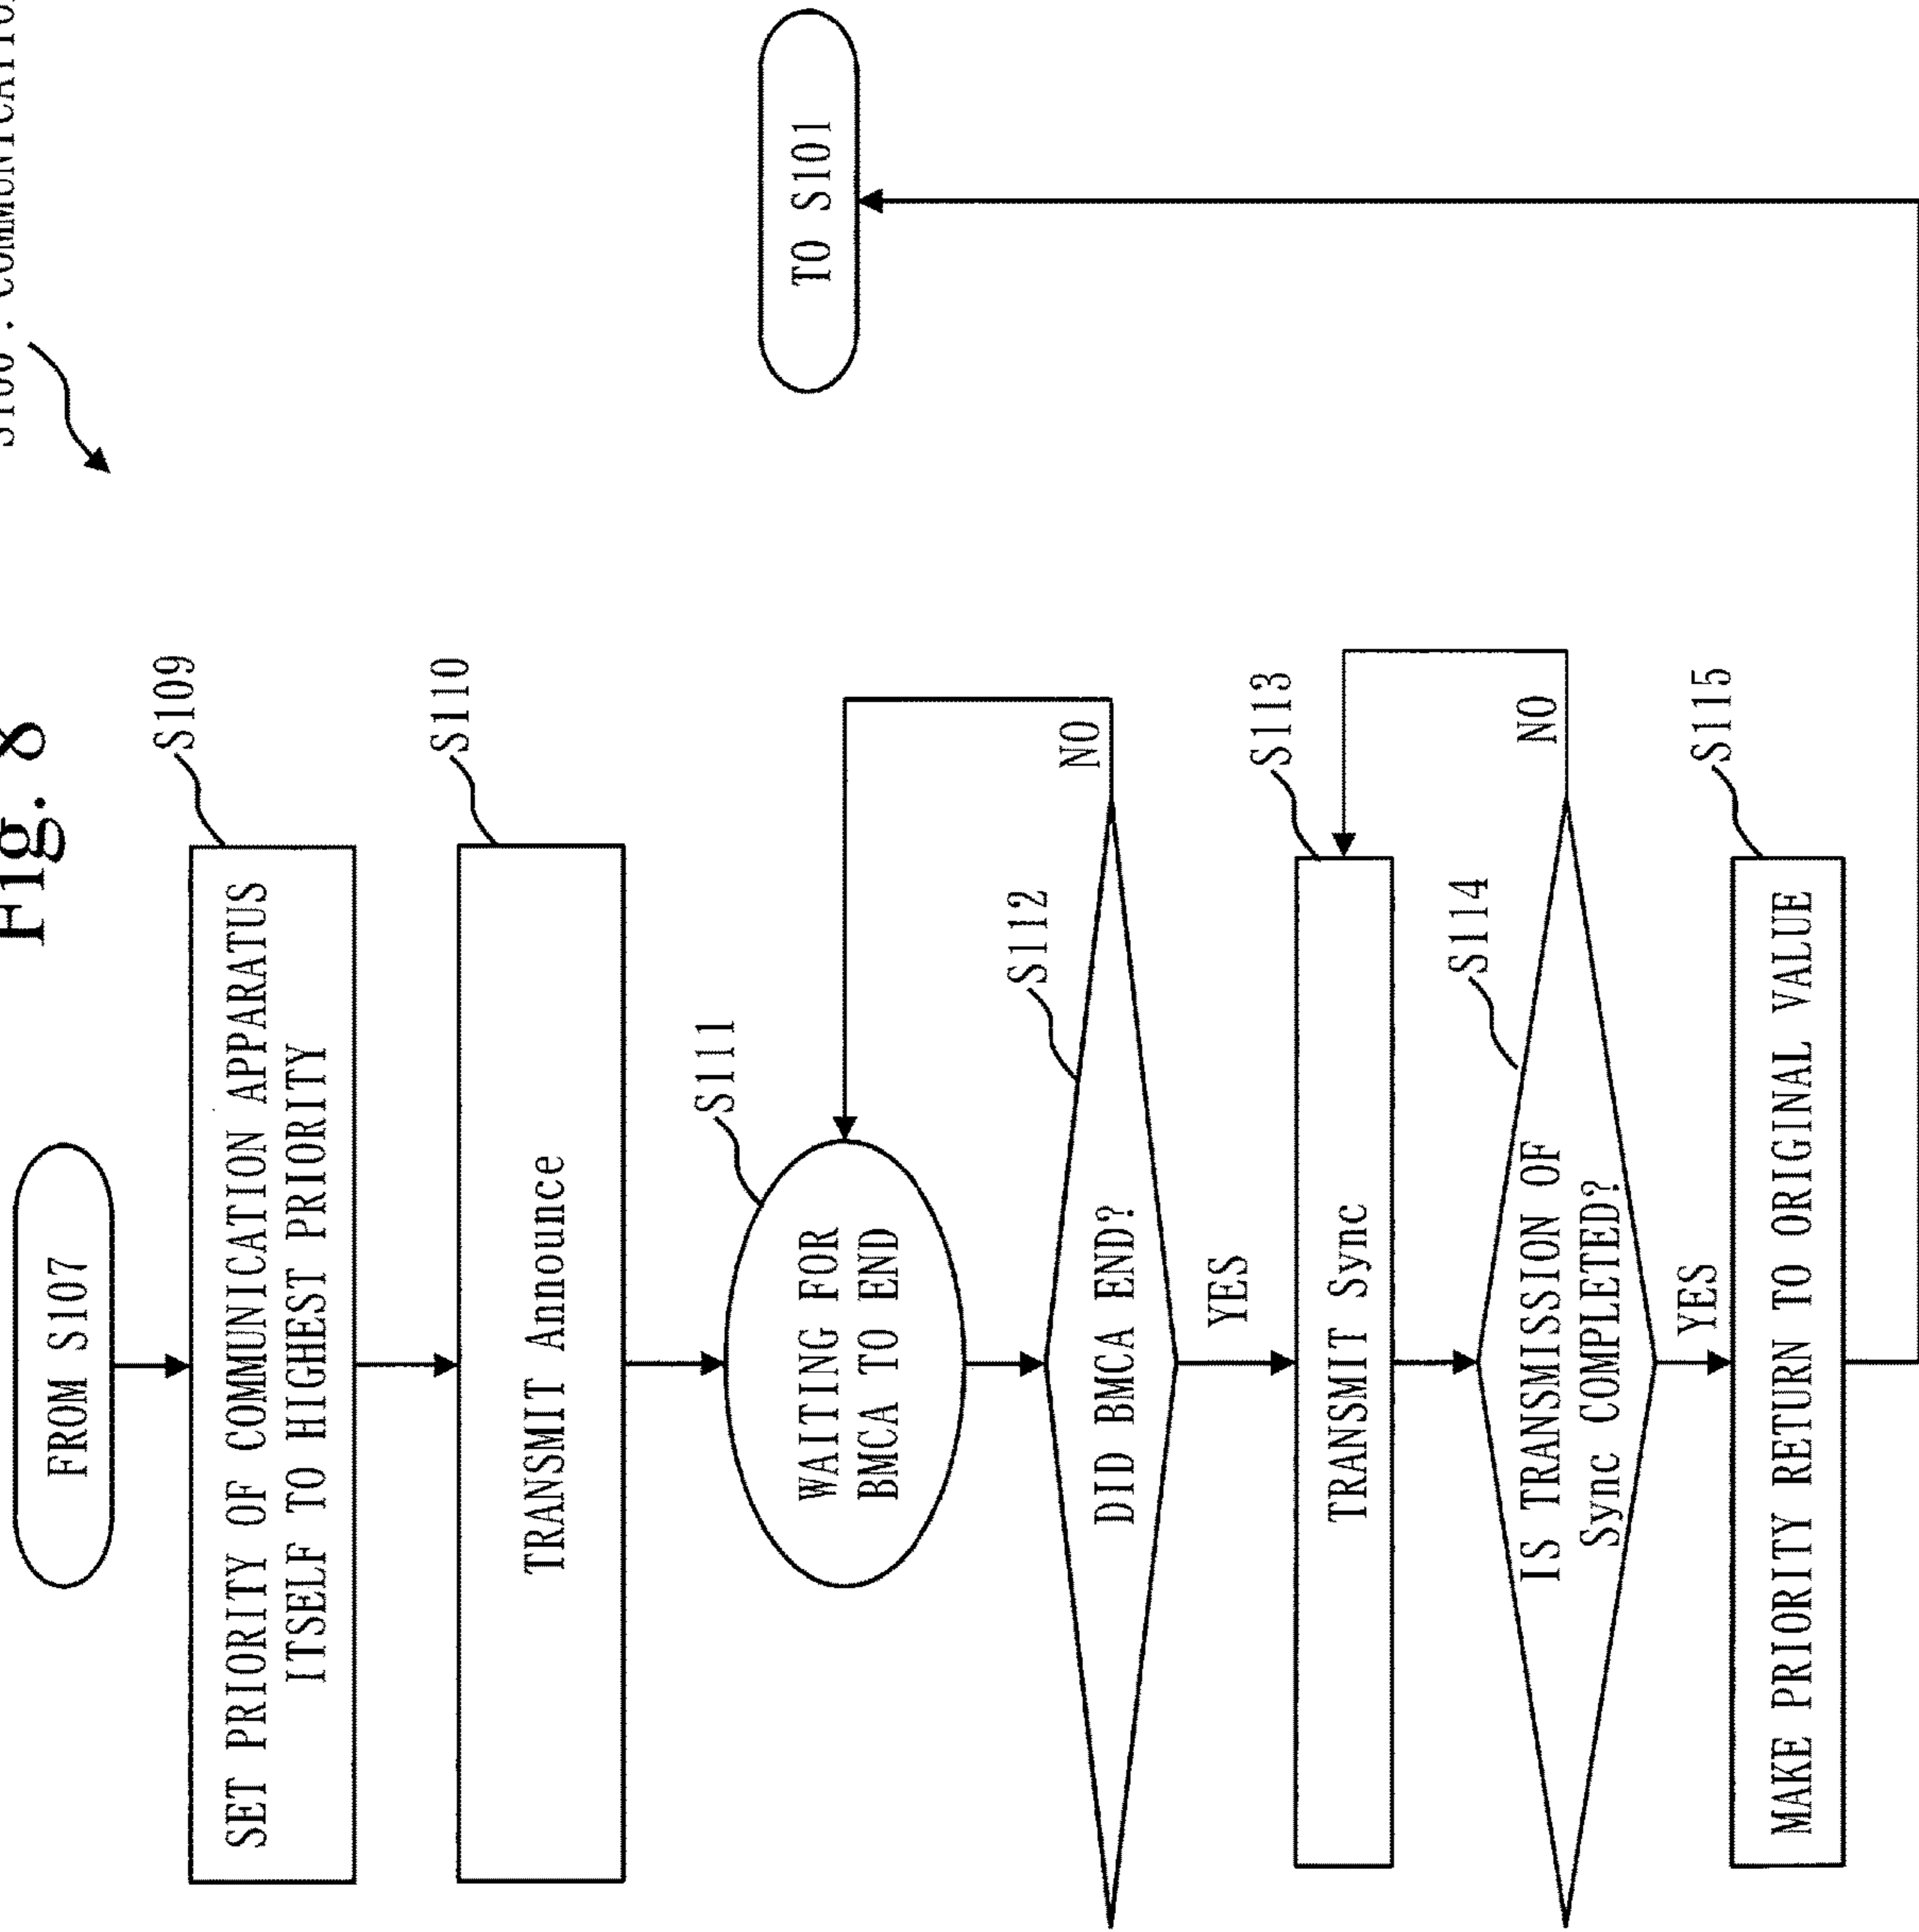 Fig. 8
FROM S107
S109
SET PRIORITY OF COMMUNICATION APPARATUS
ITSELF TO HIGHEST PRIORITY
S110
TRANSMIT Announce
S111
WAITING FOR
BMCA TO END
S112
DID BMCA END?
NO
YES
S113
TRANSMIT Sync
S114
IS TRANSMISSION OF
Sync COMPLETED?
NO
YES
S115
MAKE PRIORITY RETURN TO ORIGINAL VALUE
TO S101